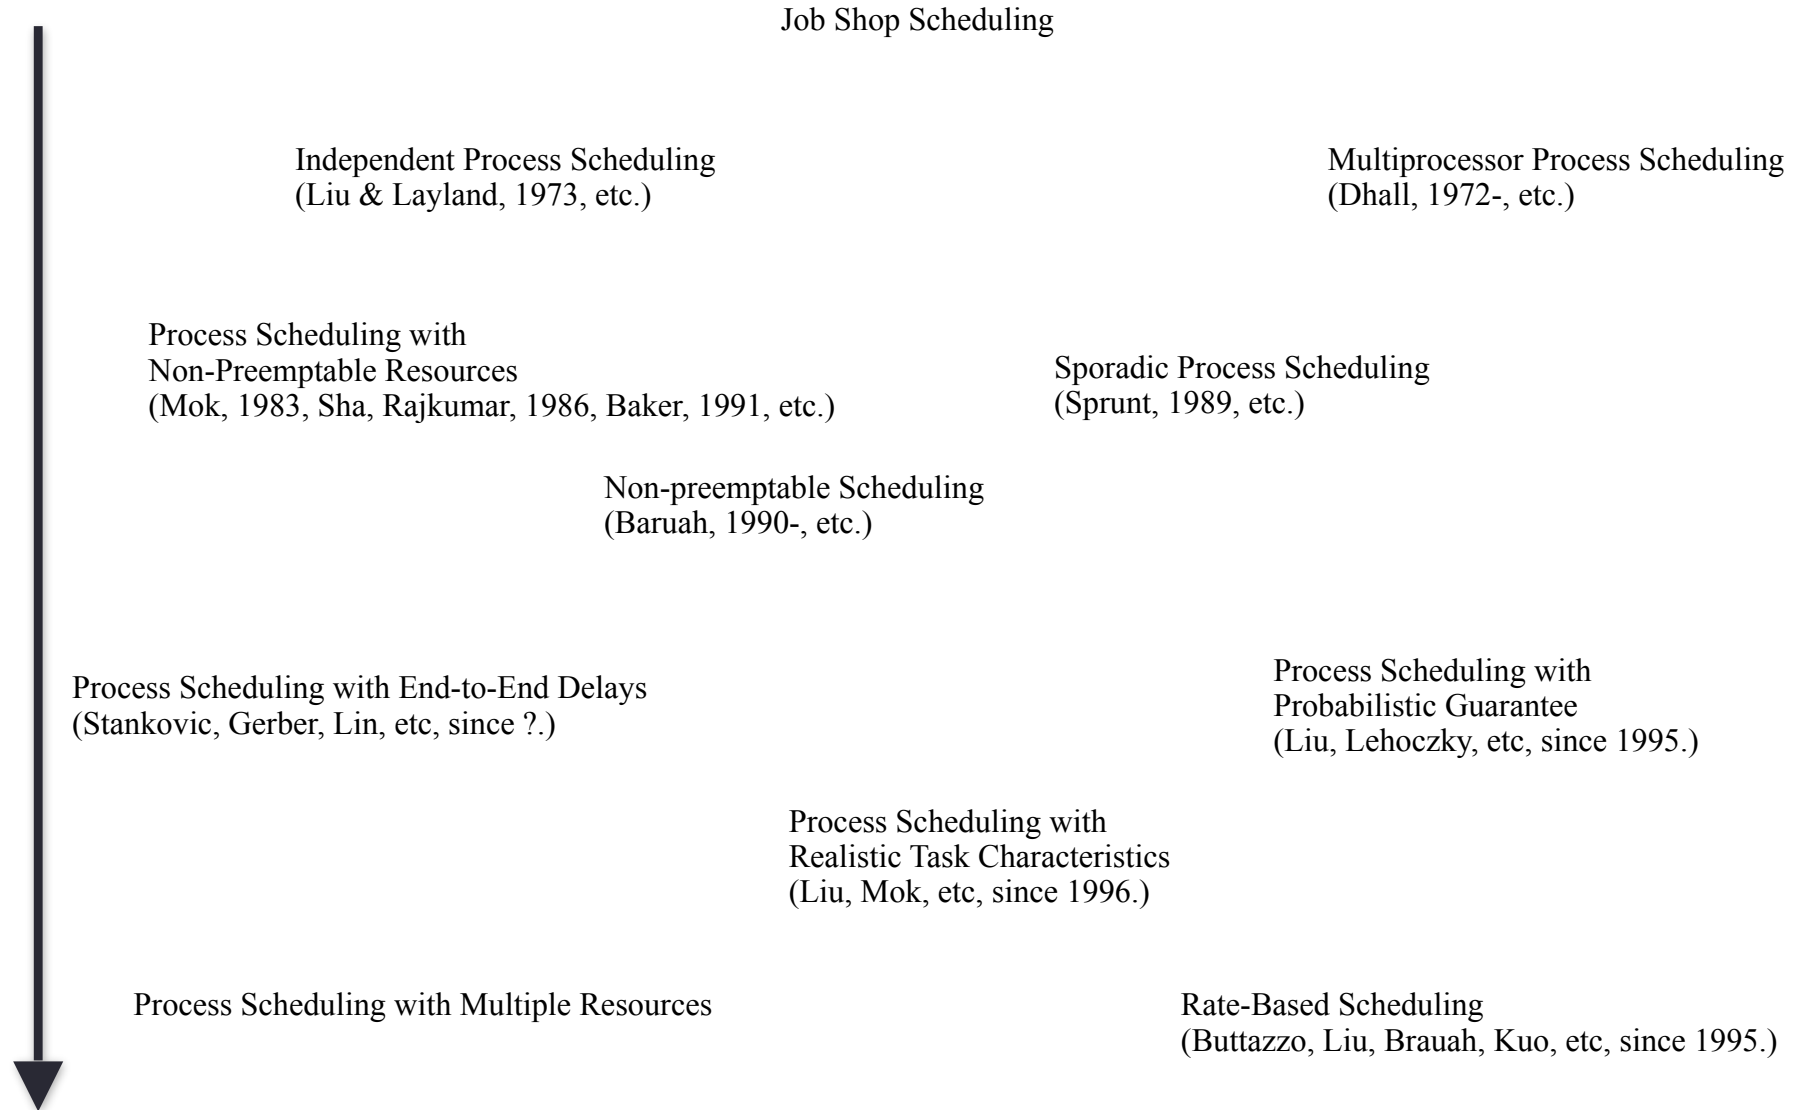 Job Shop Scheduling
Independent Process Scheduling
(Liu & Layland, 1973, etc.)
Multiprocessor Process Scheduling
(Dhall, 1972-, etc.)
Process Scheduling with
Non-Preemptable Resources
(Mok, 1983, Sha, Rajkumar, 1986, Baker, 1991, etc.)
Sporadic Process Scheduling
(Sprunt, 1989, etc.)
Non-preemptable Scheduling
(Baruah, 1990-, etc.)
Process Scheduling with End-to-End Delays
(Stankovic, Gerber, Lin, etc, since ?.)
Process Scheduling with
Probabilistic Guarantee
(Liu, Lehoczky, etc, since 1995.)
Process Scheduling with
Realistic Task Characteristics
(Liu, Mok, etc, since 1996.)
Process Scheduling with Multiple Resources
Rate-Based Scheduling
(Buttazzo, Liu, Brauah, Kuo, etc, since 1995.)